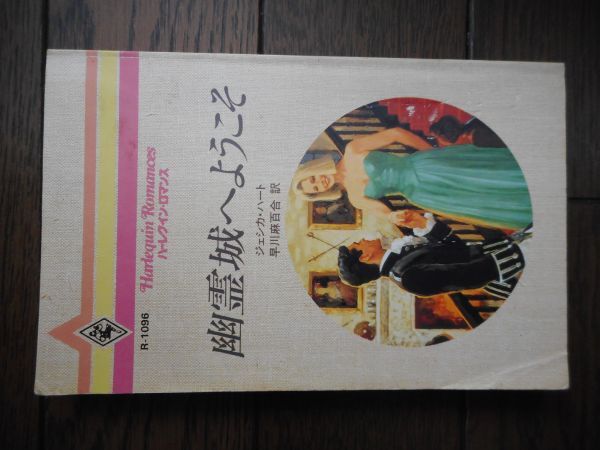 Harlequin Romances
ハーレクイン・ロマンス
幽霊城へようこそ
ジェシカ・ハート
早川麻百合 訳
R-1096